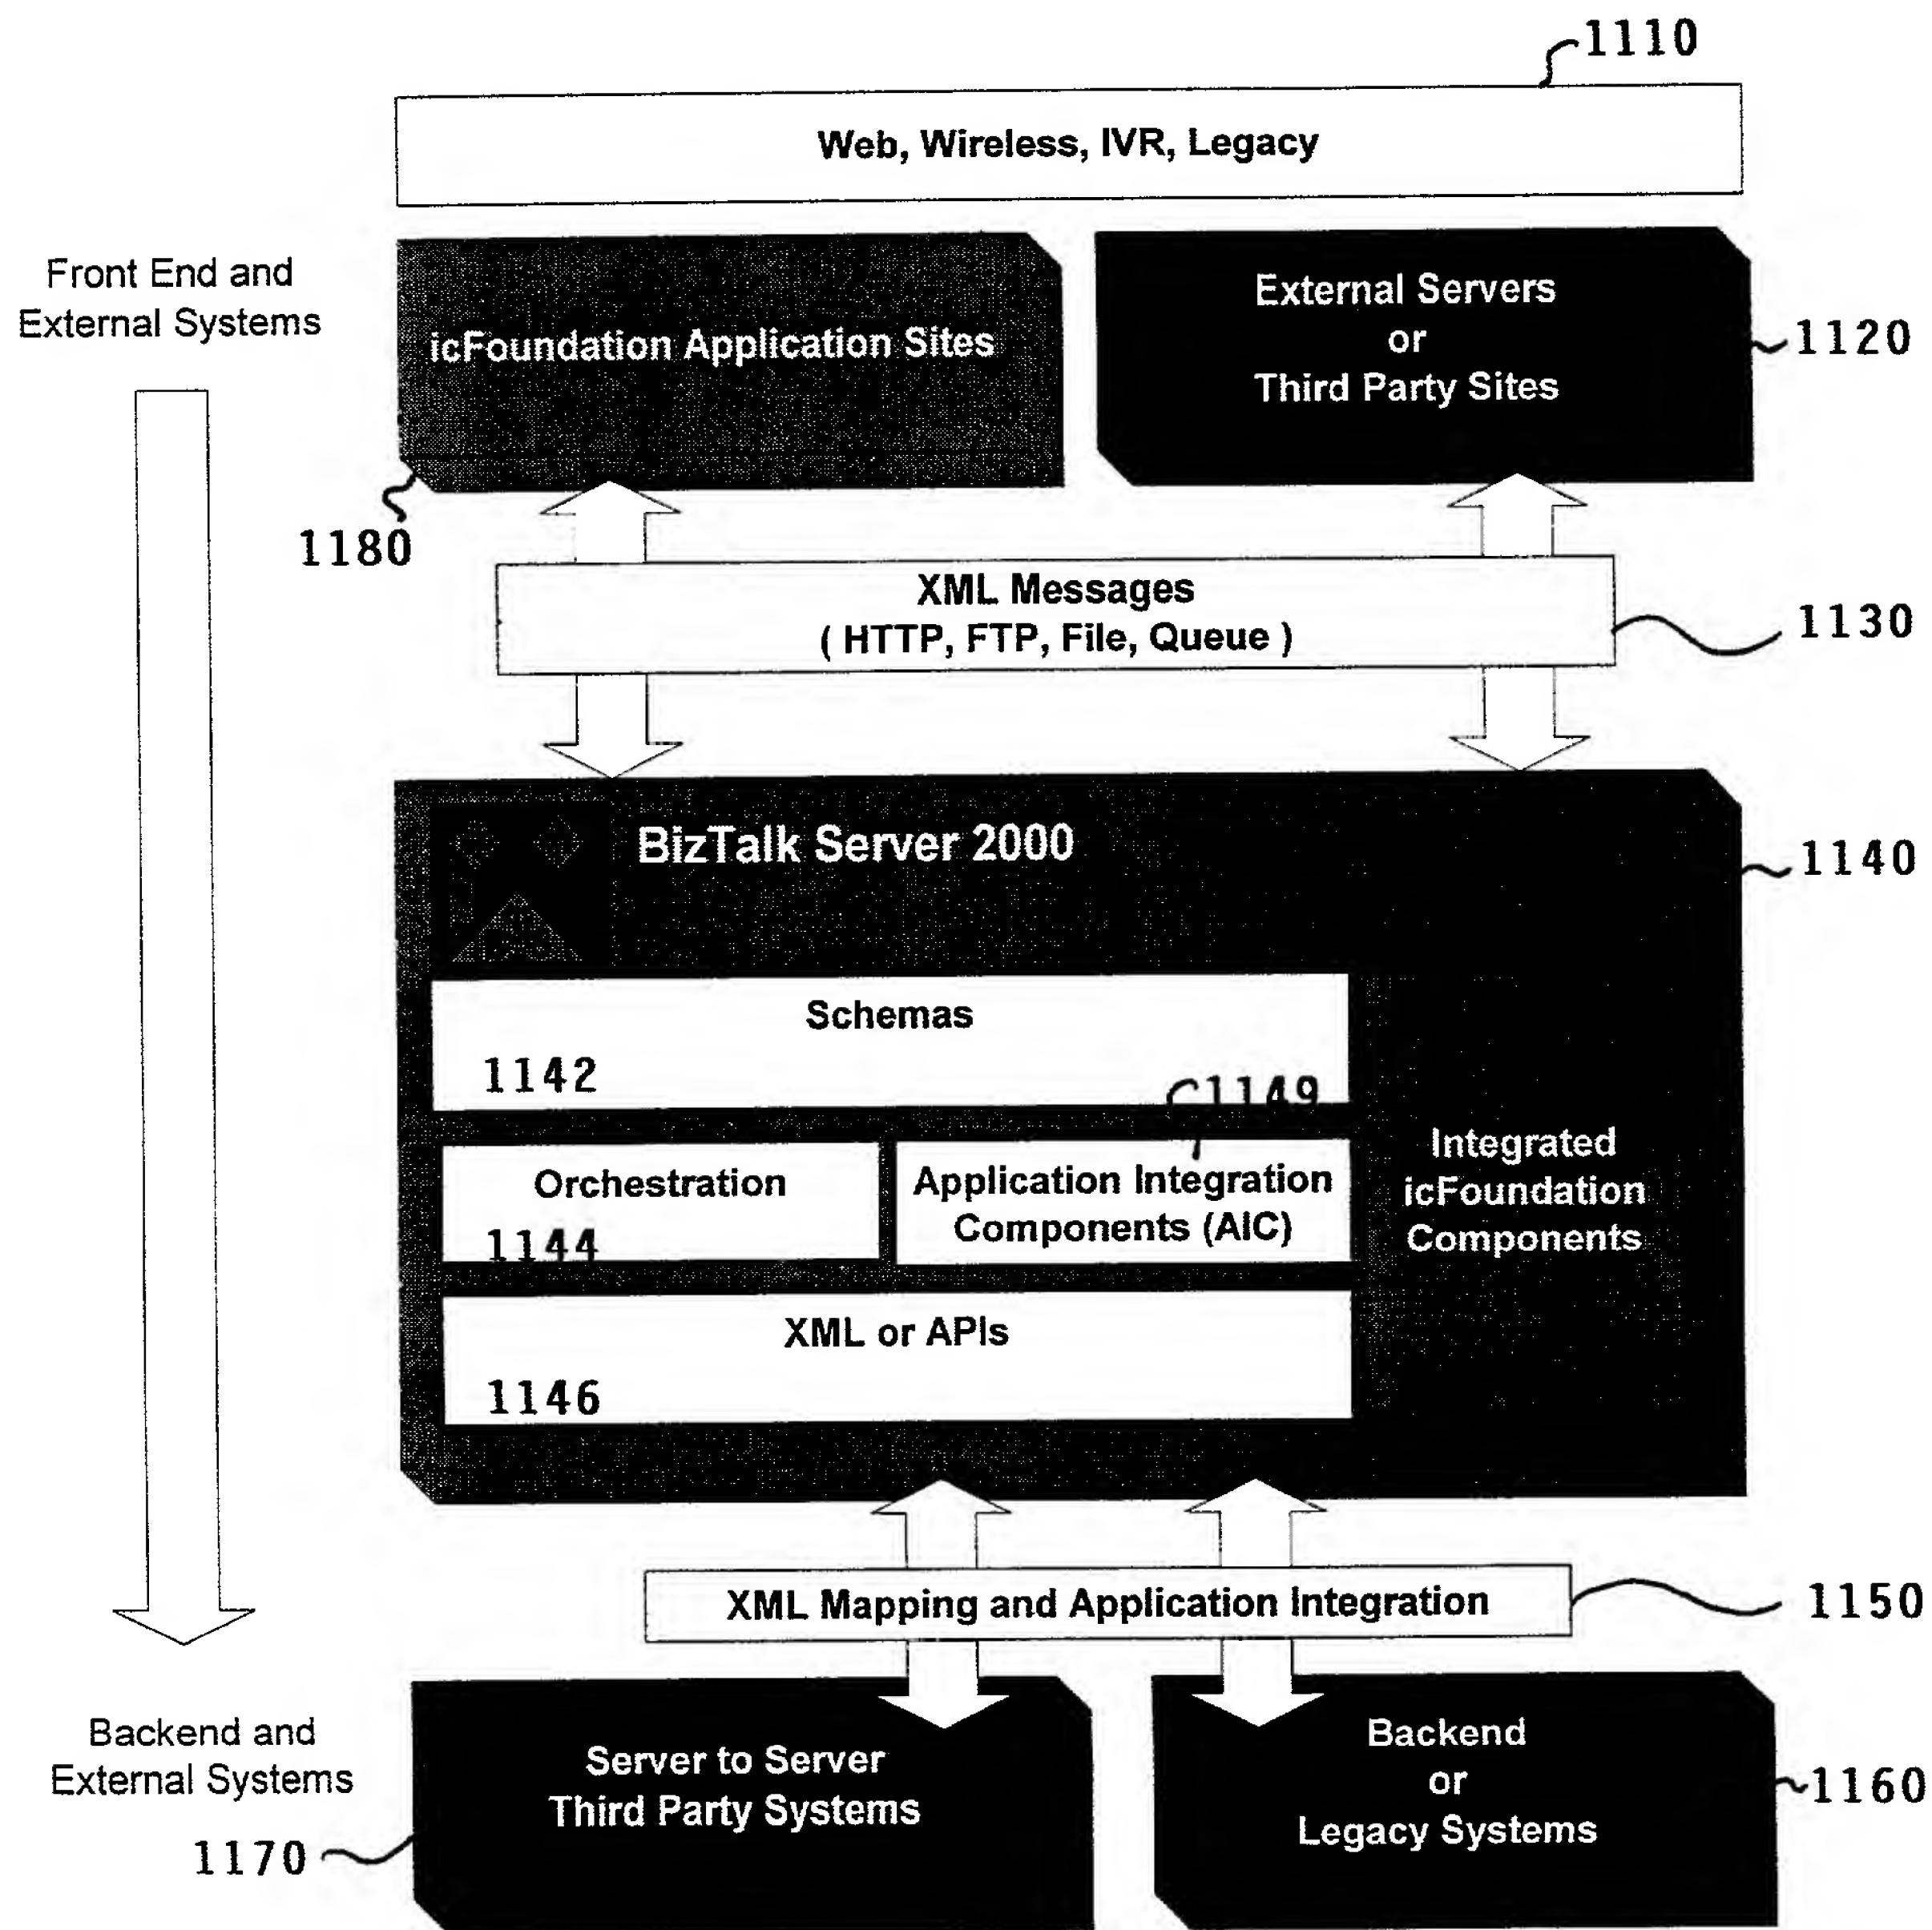 1110
Web, Wireless, IVR, Legacy
Front End and
External Systems
icFoundation Application Sites
External Servers
or
Third Party Sites
1120
1180
XML Messages
( HTTP, FTP, File, Queue )
1130
BizTalk Server 2000
1140
Schemas
1142
1149
Orchestration
1144
Application Integration
Components (AIC)
Integrated
icFoundation
Components
XML or APIs
1146
XML Mapping and Application Integration
1150
Backend and
External Systems
Server to Server
Third Party Systems
1170
Backend
or
Legacy Systems
1160